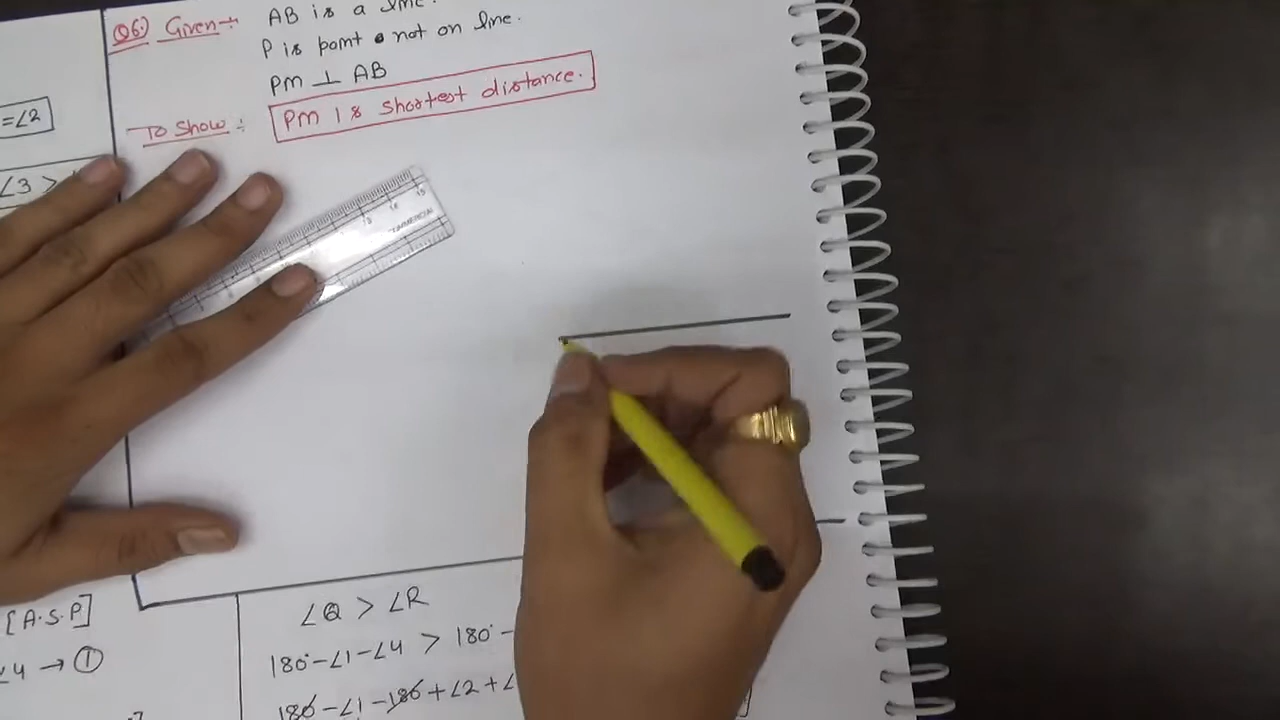 Q6.) Given:- AB is a line.
P is point not on line.
PM ⊥ AB
To Show :- PM is shortest distance.
=∠2
∠3 >
[A.S.P]
∠4 → ①
∠Q > ∠R
180°-∠1-∠4 > 180°-
180-∠1-180+∠2+∠